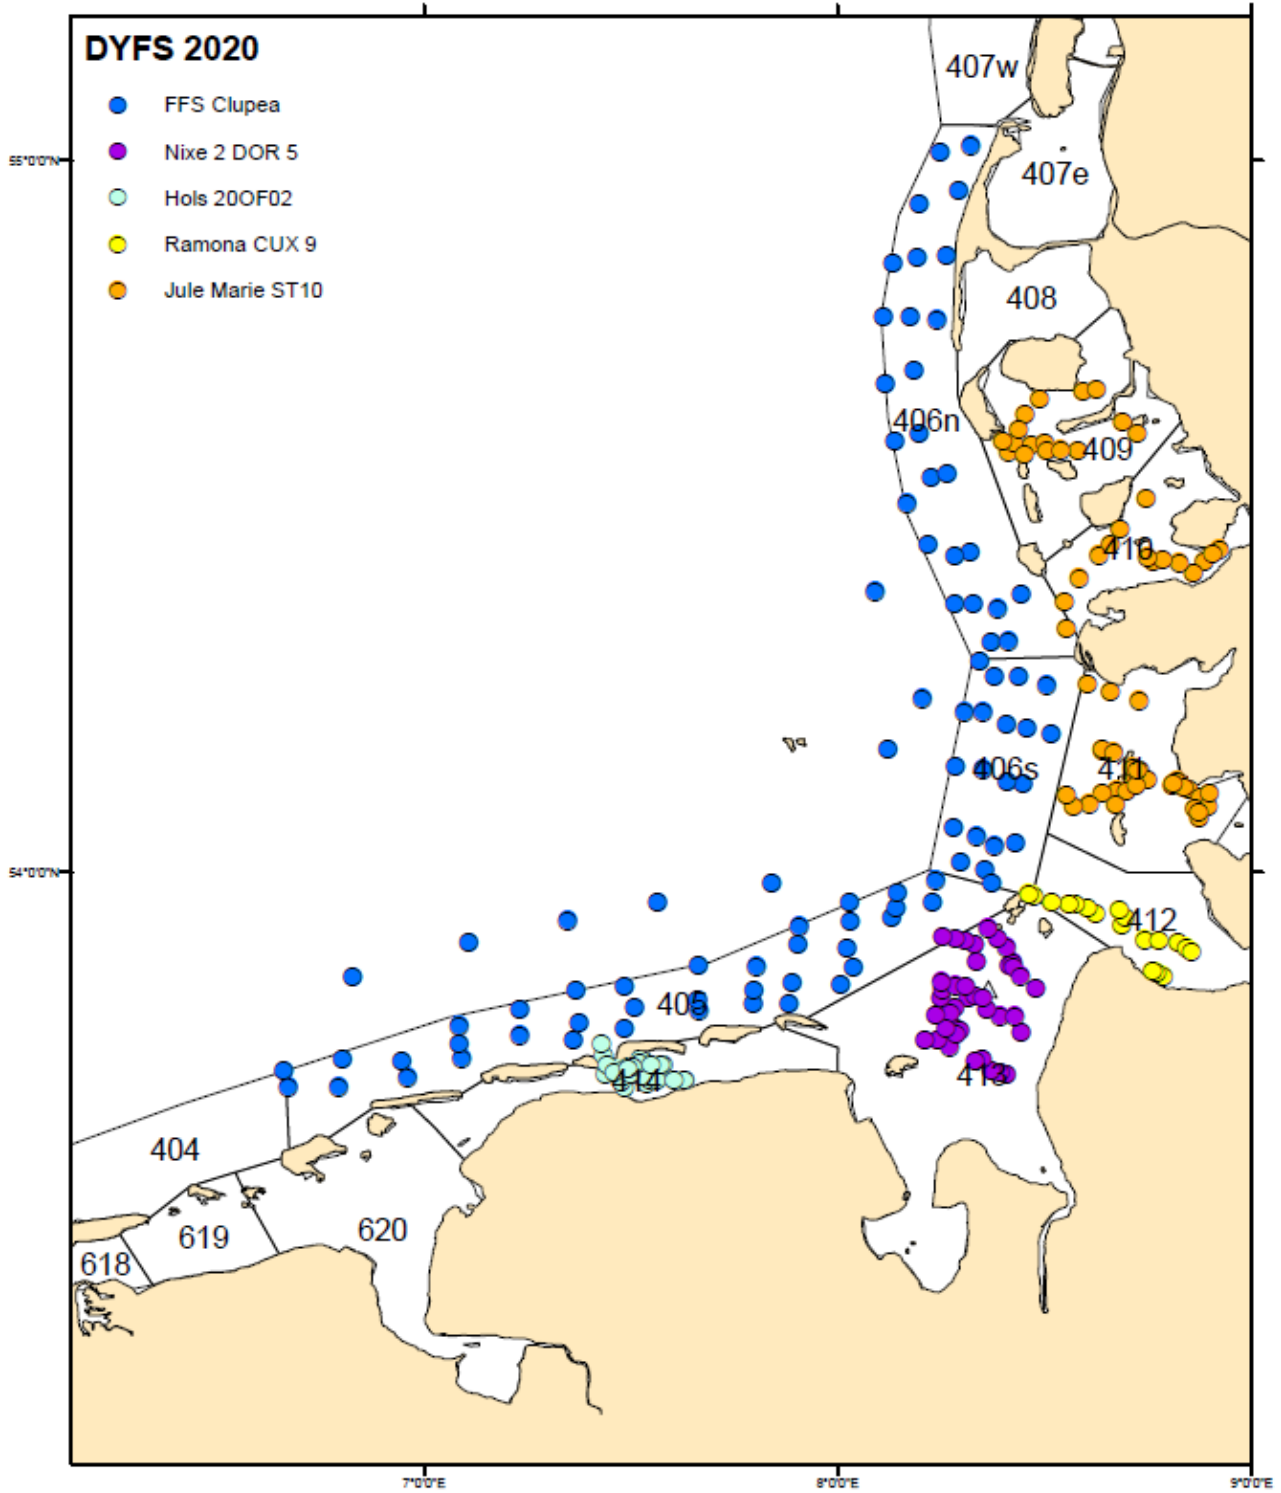 DYFS 2020
FFS Clupea
Nixe 2 DOR 5
Hols 20OF02
Ramona CUX 9
Jule Marie ST10
407w
55°0'0"N
407e
408
406n
409
410
406s
411
54°0'0"N
412
405
414
413
404
619
620
618
7°0'0"E
8°0'0"E
9°0'0"E